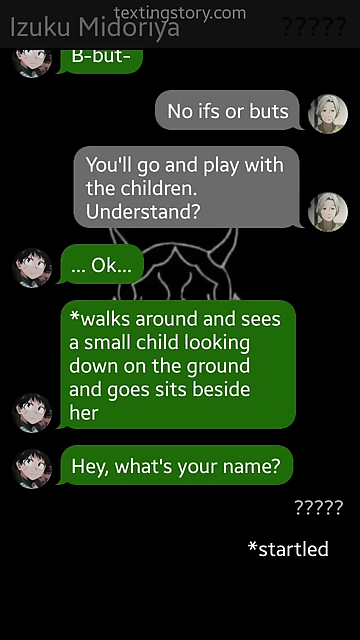 textingstory.com
Izuku Midoriya
?????
B-but-
No ifs or buts
You'll go and play with
the children.
Understand?
... Ok...
*walks around and sees
a small child looking
down on the ground
and goes sits beside
her
Hey, what's your name?
?????
*startled